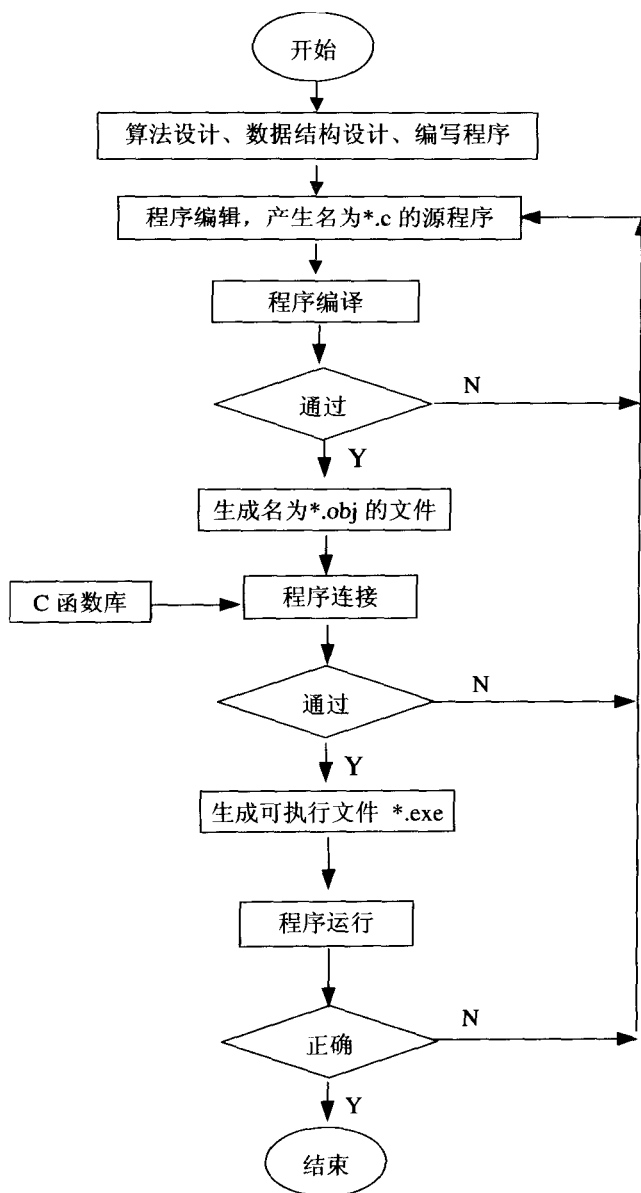 开始
算法设计、数据结构设计、编写程序
程序编辑，产生名为*.c 的源程序
程序编译
通过
N
Y
生成名为*.obj 的文件
C 函数库
程序连接
通过
N
Y
生成可执行文件 *.exe
程序运行
正确
N
Y
结束